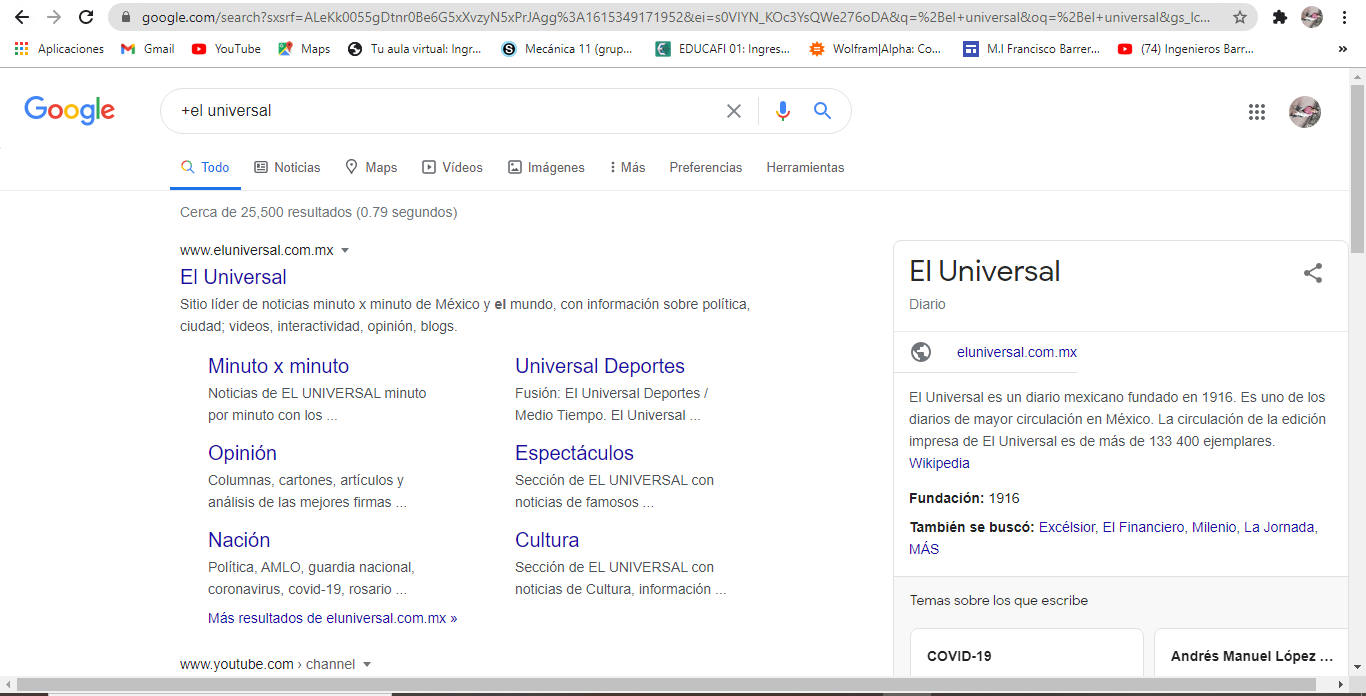 google.com/search?sxsrf=ALeKk0055gDtnr0Be6G5xXvzyN5xPrJAgg%3A1615349171952&ei=s0VIYN_KOc3YsQWe276oDA&q=%2Bel+universal&oq=%2Bel+universal&gs_lc...
Aplicaciones Gmail YouTube Maps Tu aula virtual: Ingr... Mecánica 11 (grup... EDUCAFI 01: Ingres... Wolfram|Alpha: Co... M.I Francisco Barrer... (74) Ingenieros Barr... »
Google
+el universal
Todo Noticias Maps Vídeos Imágenes Más Preferencias Herramientas
Cerca de 25,500 resultados (0.79 segundos)
www.eluniversal.com.mx
El Universal
Sitio líder de noticias minuto x minuto de México y el mundo, con información sobre política,
ciudad; videos, interactividad, opinión, blogs.
Minuto x minuto
Noticias de EL UNIVERSAL minuto
por minuto con los ...
Universal Deportes
Fusión: El Universal Deportes /
Medio Tiempo. El Universal ...
Opinión
Columnas, cartones, artículos y
análisis de las mejores firmas ...
Espectáculos
Sección de EL UNIVERSAL con
noticias de famosos ...
Nación
Política, AMLO, guardia nacional,
coronavirus, covid-19, rosario ...
Cultura
Sección de EL UNIVERSAL con
noticias de Cultura, información ...
Más resultados de eluniversal.com.mx »
www.youtube.com › channel
El Universal
Diario
eluniversal.com.mx
El Universal es un diario mexicano fundado en 1916. Es uno de los
diarios de mayor circulación en México. La circulación de la edición
impresa de El Universal es de más de 133 400 ejemplares.
Wikipedia
Fundación: 1916
También se buscó: Excélsior, El Financiero, Milenio, La Jornada,
MÁS
Temas sobre los que escribe
COVID-19
Andrés Manuel López ...